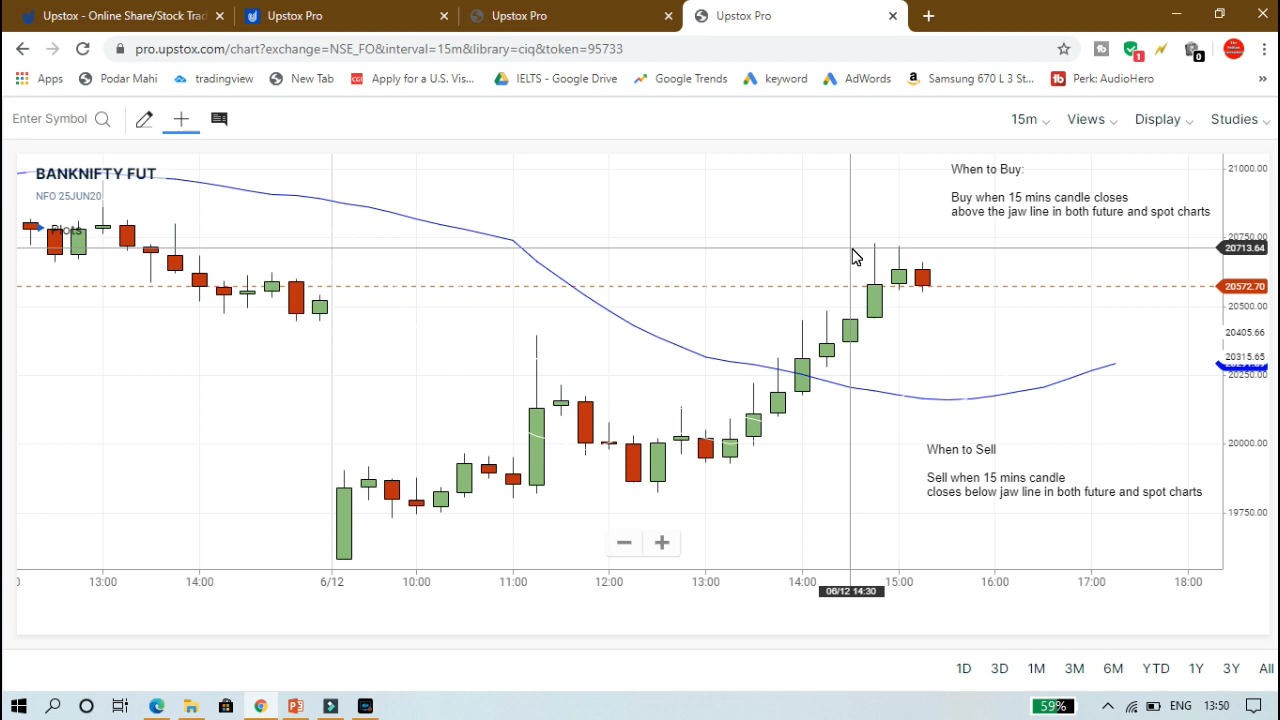 Upstox - Online Share/Stock Trad
Upstox Pro
Upstox Pro
Upstox Pro
pro.upstox.com/chart?exchange=NSE_FO&interval=15m&library=ciq&token=95733
1
0
Apps
Podar Mahi
tradingview
New Tab
Apply for a U.S. Vis...
IELTS - Google Drive
Google Trends
keyword
AdWords
Samsung 670 L 3 St...
Perk: AudioHero
»
Enter Symbol
15m
Views
Display
Studies
BANKNIFTY FUT
NFO 25JUN20
Plots
When to Buy:
Buy when 15 mins candle closes
above the jaw line in both future and spot charts
When to Sell
Sell when 15 mins candle
closes below jaw line in both future and spot charts
21000.00
20750.00
20713.64
20572.70
20500.00
20405.66
20315.65
20250.00
20000.00
19750.00
13:00
14:00
6/12
10:00
11:00
12:00
13:00
14:00
15:00
16:00
17:00
18:00
06/12 14:30
1D
3D
1M
3M
6M
YTD
1Y
3Y
All
59%
ENG
13:50